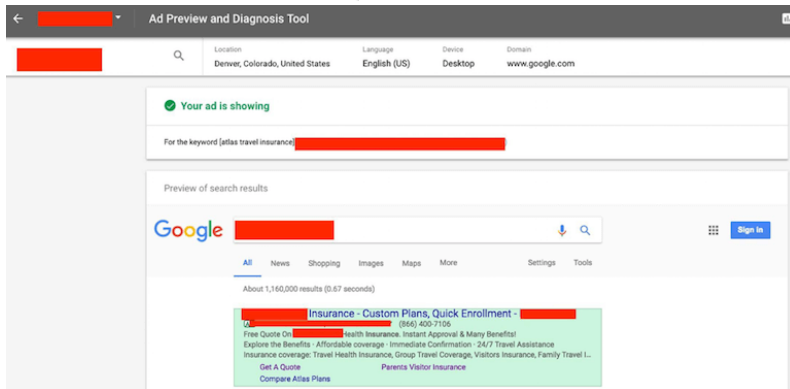 Ad Preview and Diagnosis Tool
Location Language Device Domain
Denver, Colorado, United States English (US) Desktop www.google.com
Your ad is showing
For the keyword [atlas travel insurance]
Preview of search results
Google Sign in
All News Shopping Images Maps More Settings Tools
About 1,160,000 results (0.67 seconds)
Insurance - Custom Plans, Quick Enrollment -
(866) 400-7106
Free Quote On Health Insurance. Instant Approval & Many Benefits!
Explore the Benefits · Affordable coverage · Immediate Confirmation · 24/7 Travel Assistance
Insurance coverage: Travel Health Insurance, Group Travel Coverage, Visitors Insurance, Family Travel I...
Get A Quote Parents Visitor Insurance
Compare Atlas Plans